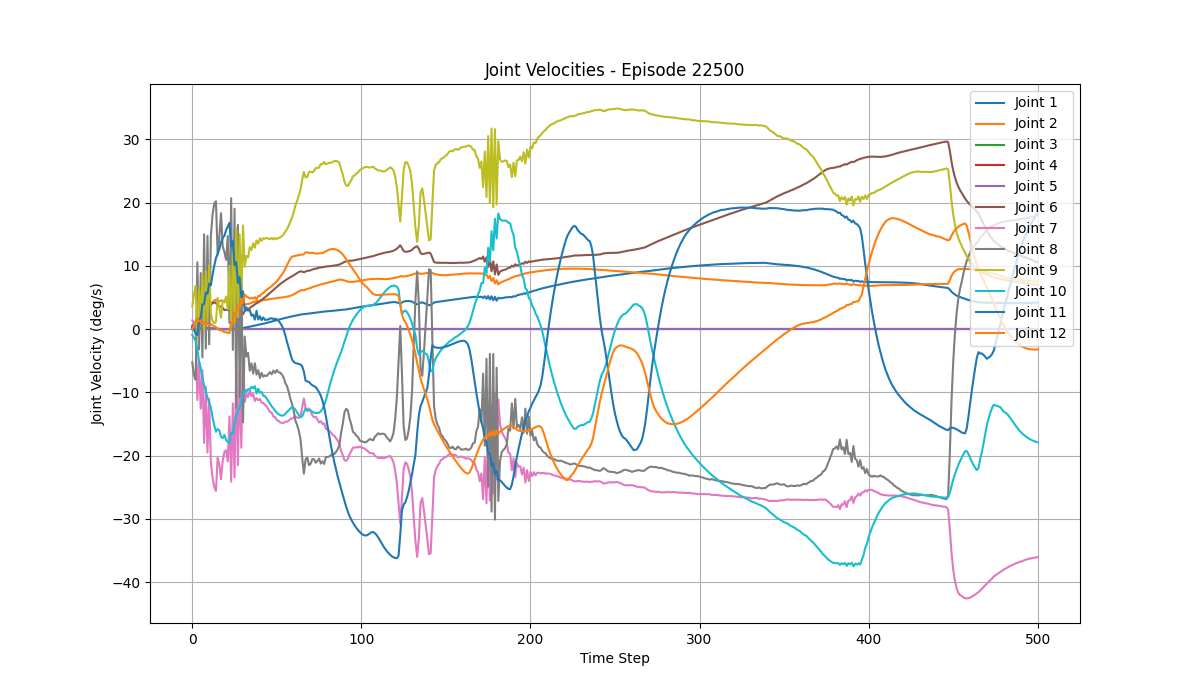 Joint Velocities - Episode 22500
Joint Velocity (deg/s)
30
20
10
0
−10
−20
−30
−40
0
100
200
300
400
500
Time Step
Joint 1
Joint 2
Joint 3
Joint 4
Joint 5
Joint 6
Joint 7
Joint 8
Joint 9
Joint 10
Joint 11
Joint 12